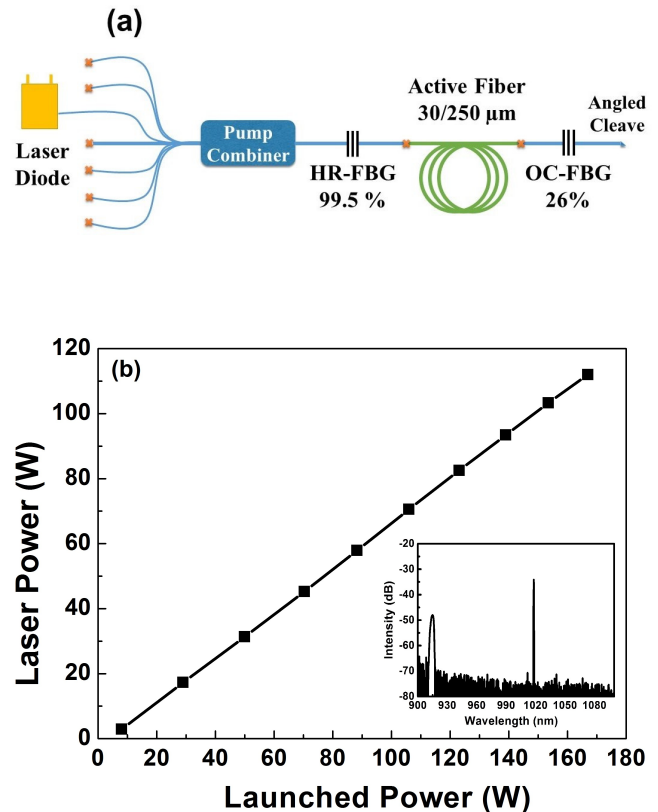 (a)
Laser
Diode
Pump
Combiner
HR-FBG
99.5 %
Active Fiber
30/250 μm
OC-FBG
26%
Angled
Cleave
(b)
Laser Power (W)
120
100
80
60
40
20
0
0 20 40 60 80 100 120 140 160 180
Launched Power (W)
Intensity (dB)
-20
-30
-40
-50
-60
-70
-80
900 930 960 990 1020 1050 1080
Wavelength (nm)